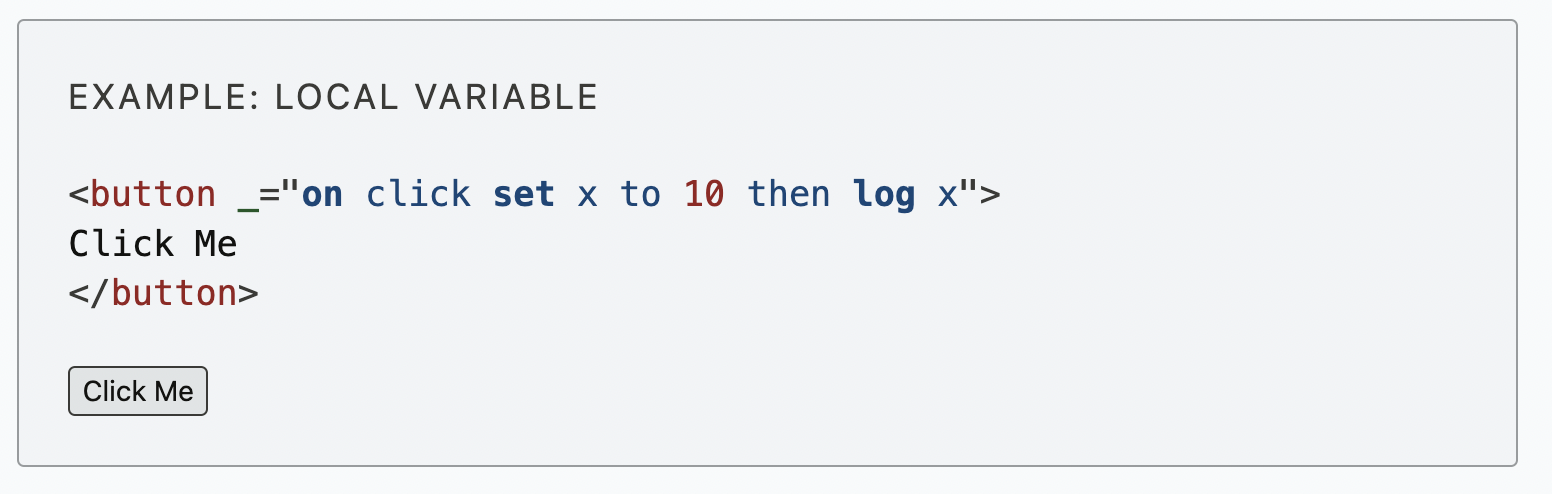 EXAMPLE: LOCAL VARIABLE
<button _="on click set x to 10 then log x">
Click Me
</button>
Click Me